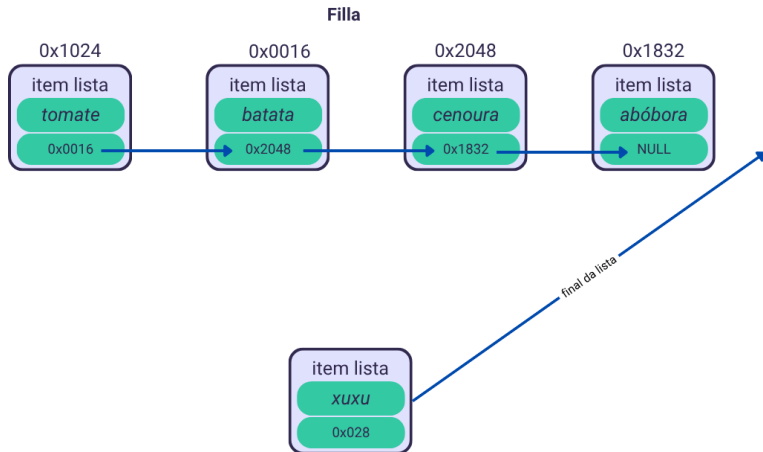 Filla
0x1024
0x0016
0x2048
0x1832
item lista
tomate
0x0016
item lista
batata
0x2048
item lista
cenoura
0x1832
item lista
abóbora
NULL
final da lista
item lista
xuxu
0x028